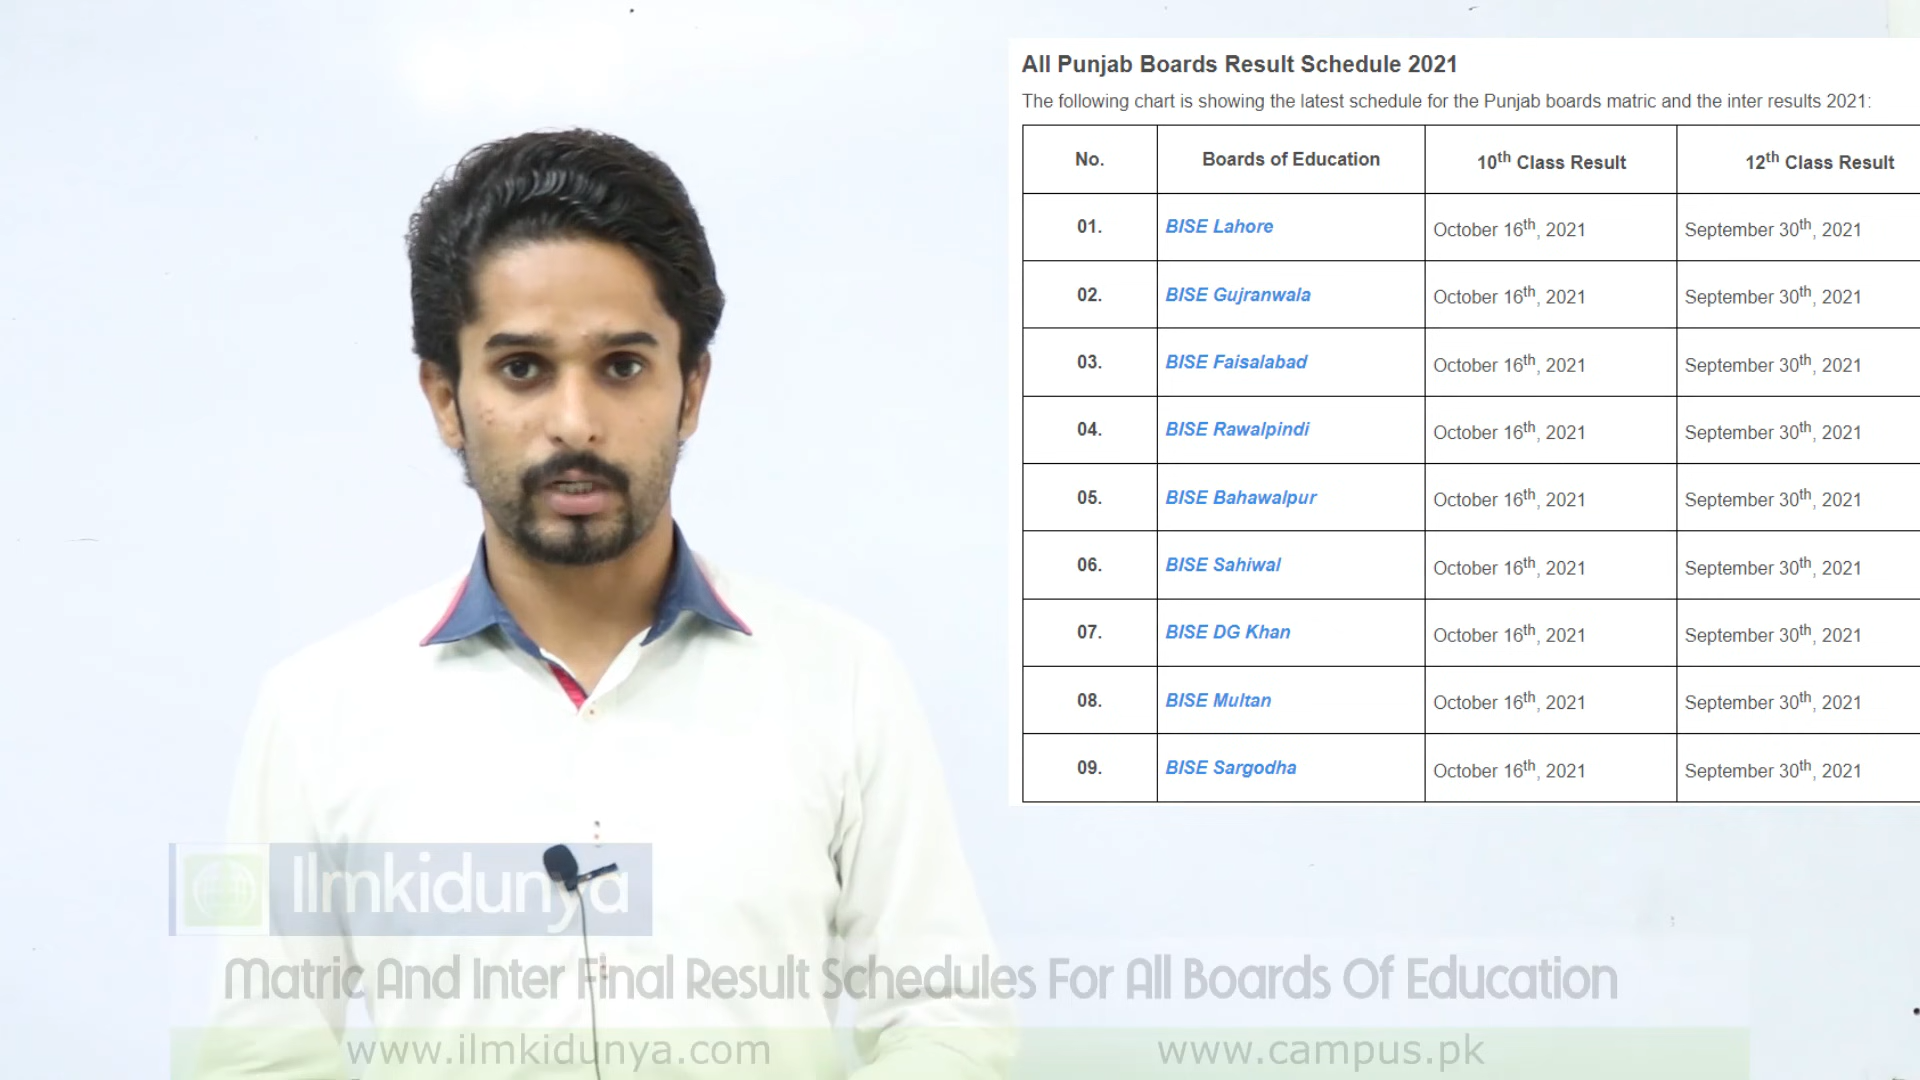 All Punjab Boards Result Schedule 2021
The following chart is showing the latest schedule for the Punjab boards matric and the inter results 2021:
No. Boards of Education 10th Class Result 12th Class Result
01. BISE Lahore October 16th, 2021 September 30th, 2021
02. BISE Gujranwala October 16th, 2021 September 30th, 2021
03. BISE Faisalabad October 16th, 2021 September 30th, 2021
04. BISE Rawalpindi October 16th, 2021 September 30th, 2021
05. BISE Bahawalpur October 16th, 2021 September 30th, 2021
06. BISE Sahiwal October 16th, 2021 September 30th, 2021
07. BISE DG Khan October 16th, 2021 September 30th, 2021
08. BISE Multan October 16th, 2021 September 30th, 2021
09. BISE Sargodha October 16th, 2021 September 30th, 2021
Ilmkidunya
Matric And Inter Final Result Schedules For All Boards Of Education
www.ilmkidunya.com www.campus.pk